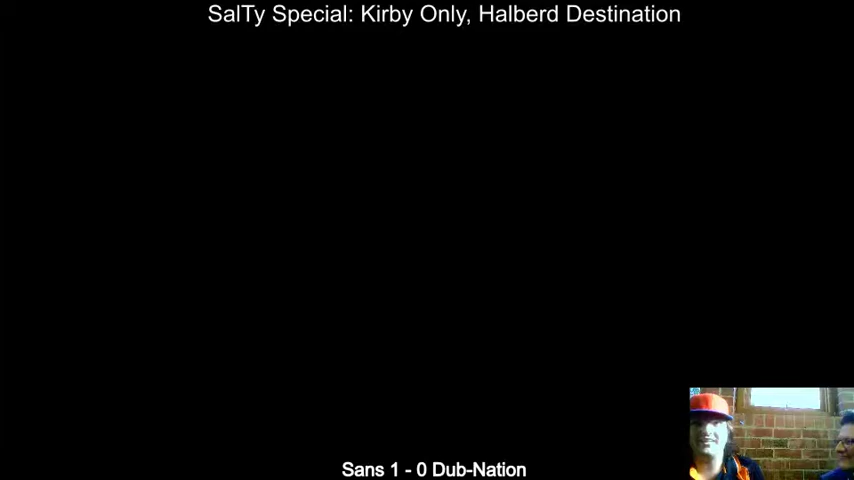 SalTy Special: Kirby Only, Halberd Destination
Sans 1 - 0 Dub-Nation